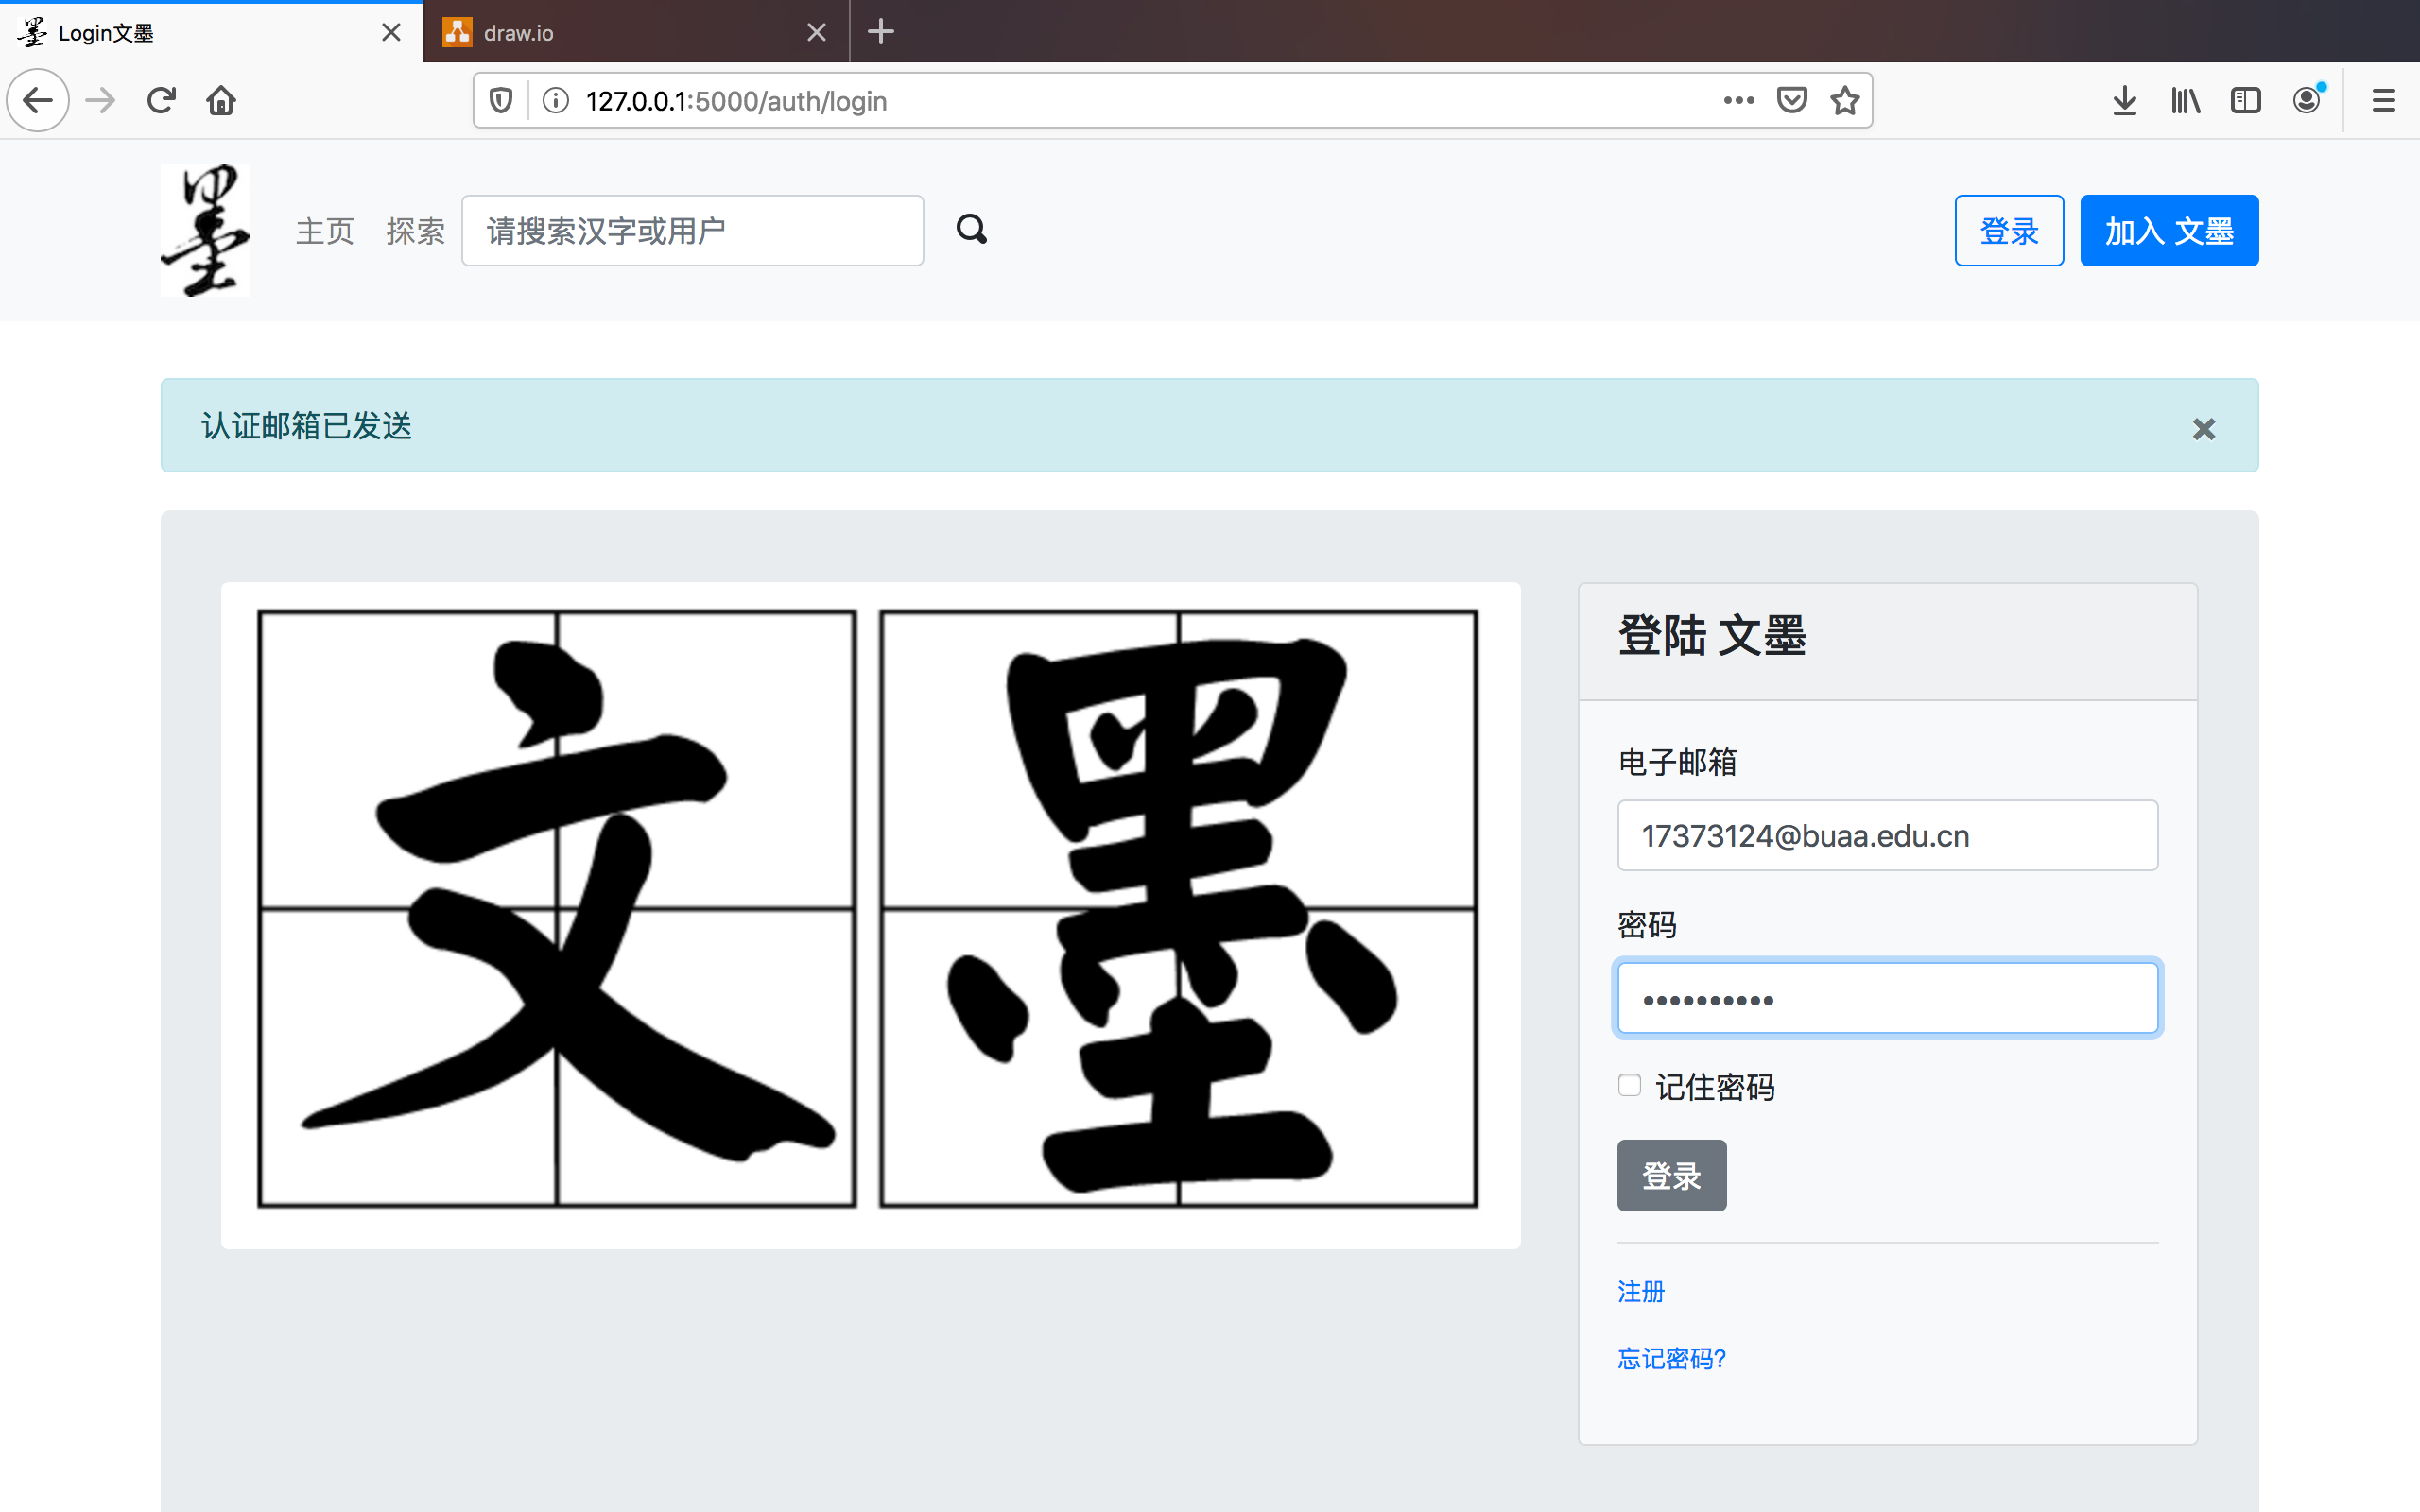 Login文墨
draw.io
127.0.0.1:5000/auth/login
墨
主页 探索 请搜索汉字或用户 登录 加入 文墨
认证邮箱已发送
文墨
登陆 文墨
电子邮箱
17373124@buaa.edu.cn
密码
••••••••••
记住密码
登录
注册
忘记密码?